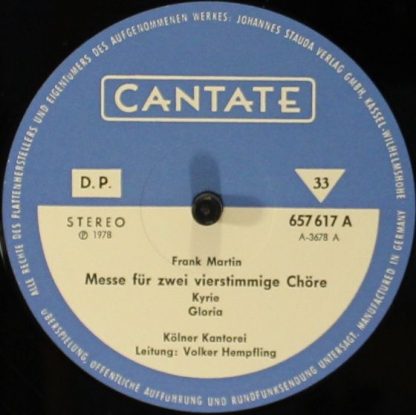 ALLE RECHTE DES PLATTENHERSTELLERS UND EIGENTÜMERS DES AUFGENOMMENEN WERKES: JOHANNES STAUDA VERLAG GMBH, KASSEL-WILHELMSHÖHE
CANTATE
D. P.
33
STEREO
℗ 1978
657 617 A
A-3678 A
Frank Martin
Messe für zwei vierstimmige Chöre
Kyrie
Gloria
Kölner Kantorei
Leitung: Volker Hempfling
ÜBERSPIELUNG, ÖFFENTLICHE AUFFÜHRUNG UND RUNDFUNKSENDUNG UNTERSAGT. MANUFACTURED IN GERMANY